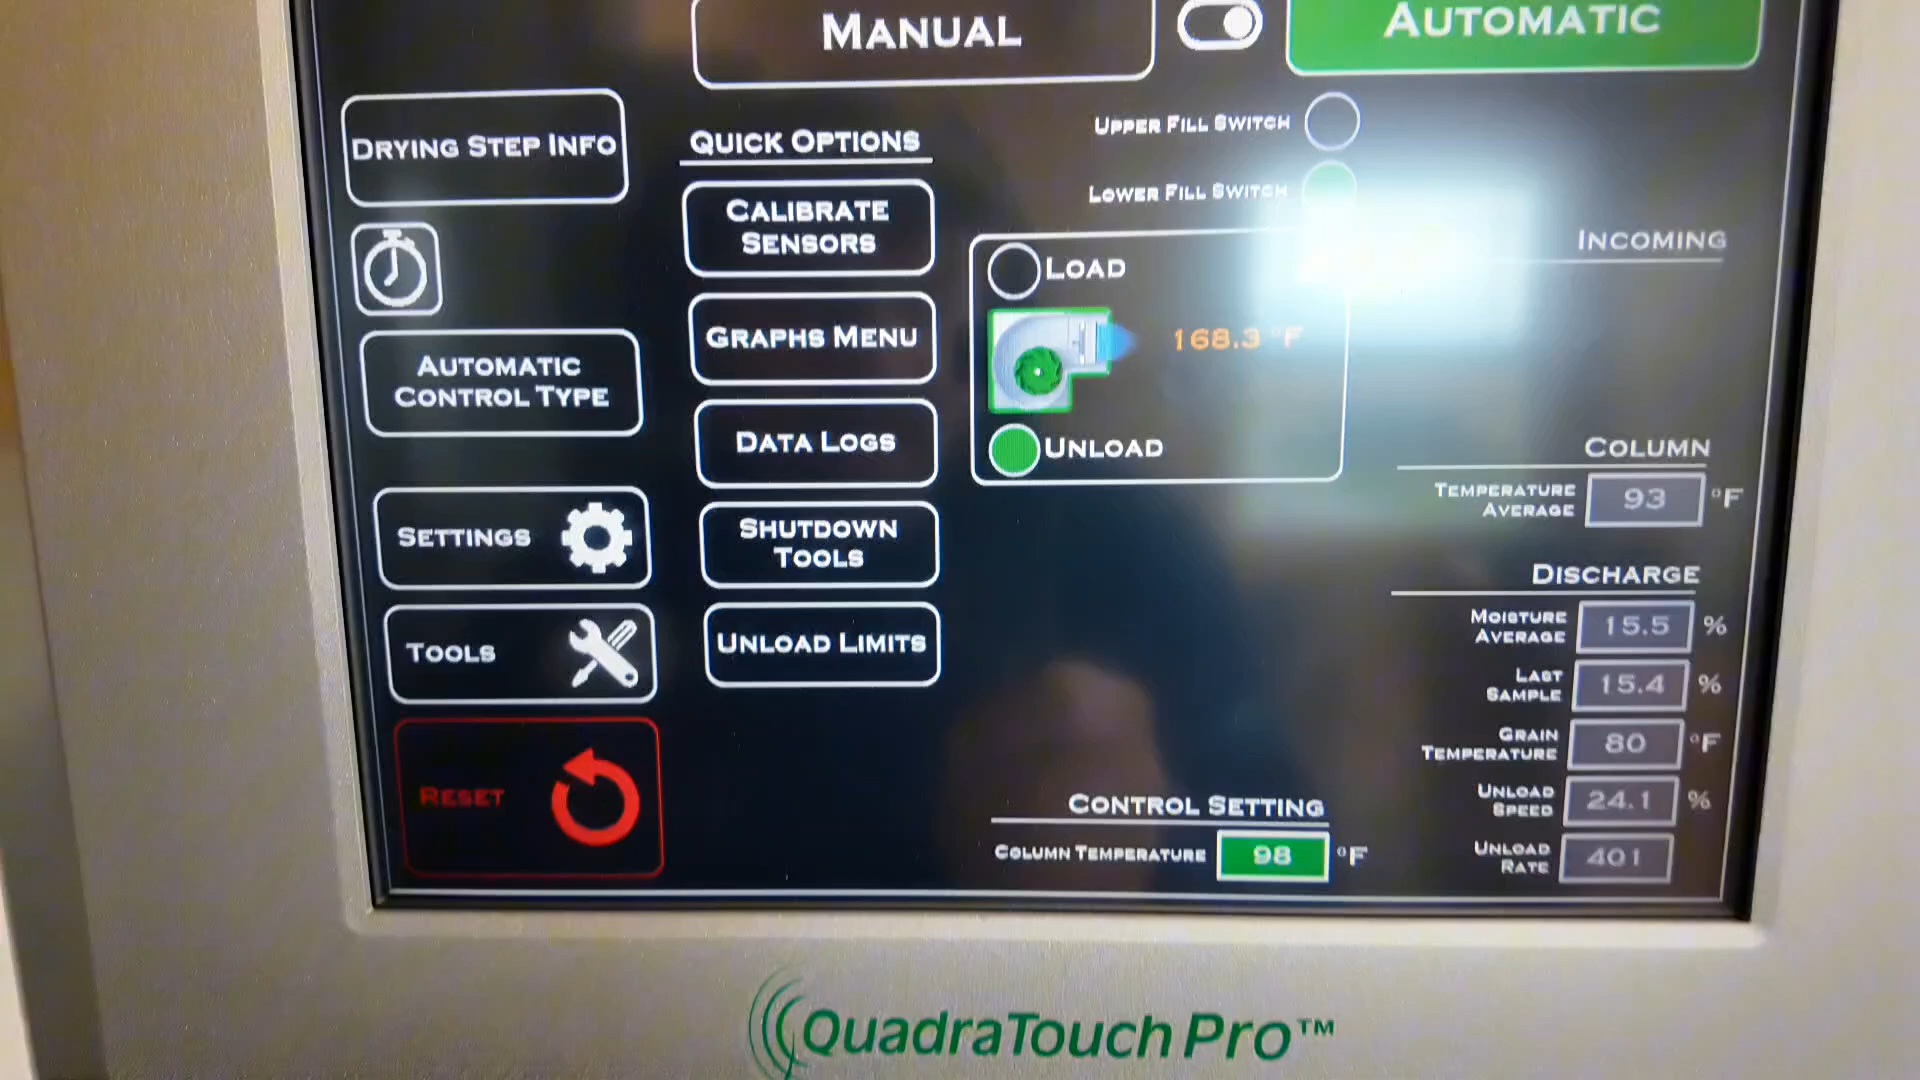 MANUAL
AUTOMATIC
DRYING STEP INFO
AUTOMATIC
CONTROL TYPE
SETTINGS
TOOLS
RESET
QUICK OPTIONS
CALIBRATE
SENSORS
GRAPHS MENU
DATA LOGS
SHUTDOWN
TOOLS
UNLOAD LIMITS
UPPER FILL SWITCH
LOWER FILL SWITCH
LOAD
168.3 °F
UNLOAD
INCOMING
COLUMN
TEMPERATURE
AVERAGE
93 °F
DISCHARGE
MOISTURE
AVERAGE
15.5 %
LAST
SAMPLE
15.4 %
GRAIN
TEMPERATURE
80 °F
UNLOAD
SPEED
24.1 %
UNLOAD
RATE
401
CONTROL SETTING
COLUMN TEMPERATURE 98 °F
QuadraTouch Pro™